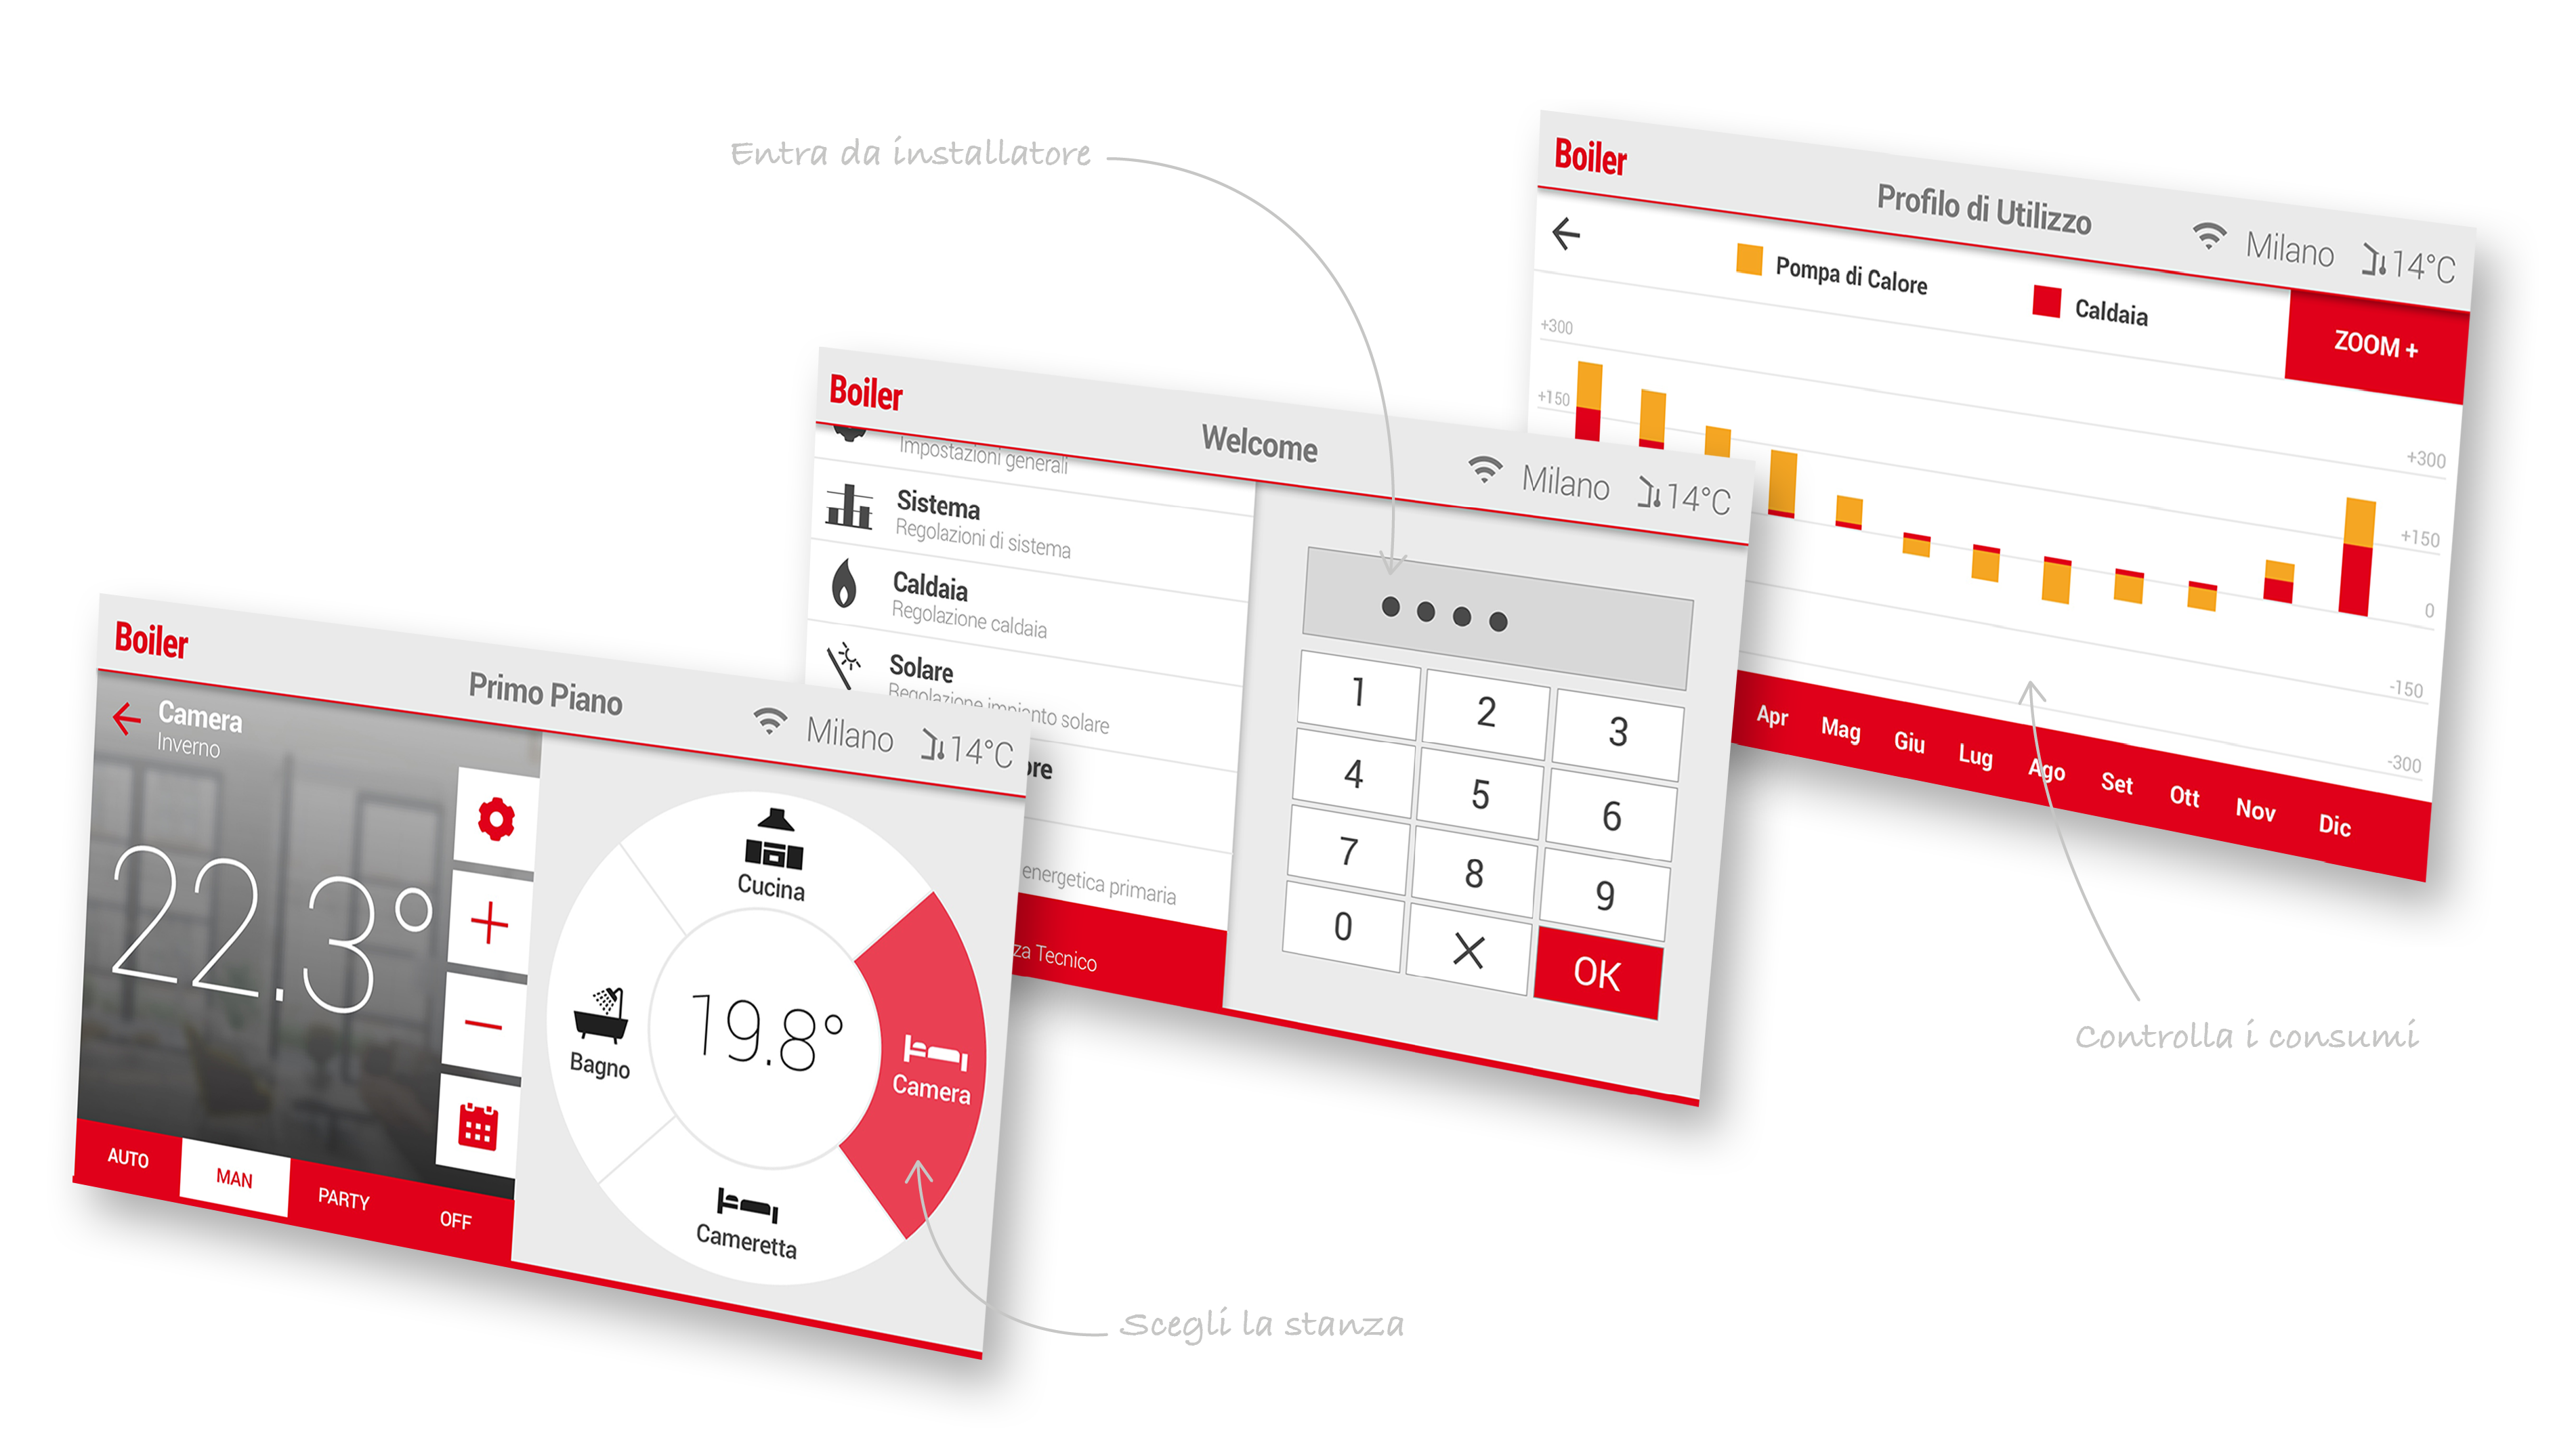 Entra da installatore
Boiler
Profilo di Utilizzo
Milano
14°C
Pompa di Calore
Caldaia
ZOOM +
+300
+150
+300
+150
0
-150
-300
Apr
Mag
Giu
Lug
Ago
Set
Ott
Nov
Dic
Controlla i consumi
Boiler
Welcome
Milano
14°C
Impostazioni generali
Sistema
Regolazioni di sistema
Caldaia
Regolazione caldaia
Solare
Regolazione impianto solare
ore
energetica primaria
za Tecnico
1
2
3
4
5
6
7
8
9
0
OK
Boiler
Primo Piano
Milano
14°C
Camera
Inverno
22.3°
AUTO
MAN
PARTY
OFF
Cucina
Bagno
19.8°
Camera
Cameretta
Scegli la stanza